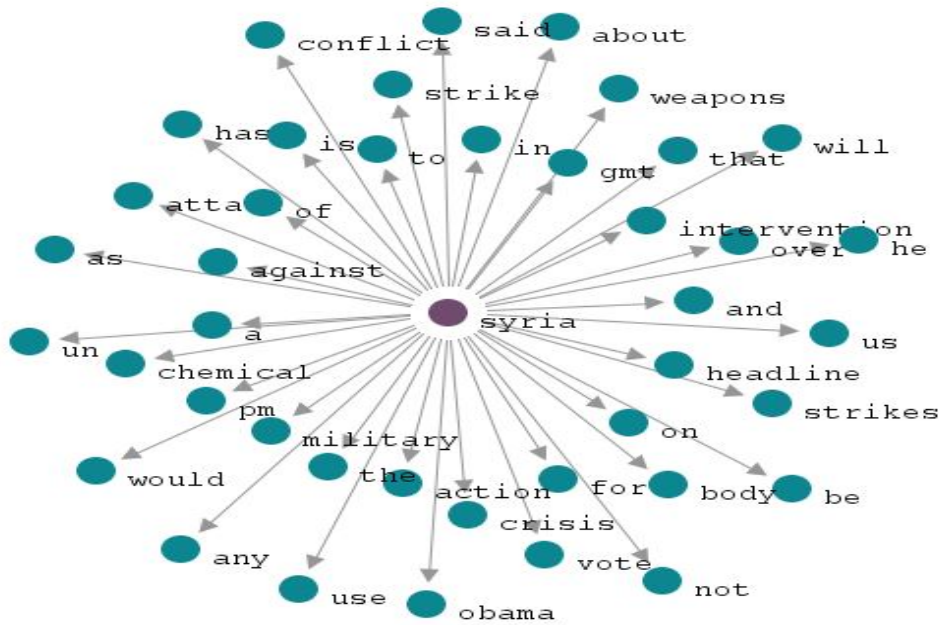 said
about
conflict
strike
weapons
has
is
to
in
gmt
that
will
of
intervention
over
he
as
against
and
syria
a
us
un
chemical
headline
pm
strikes
on
military
would
the
action
for
body
be
crisis
any
vote
use
obama
not